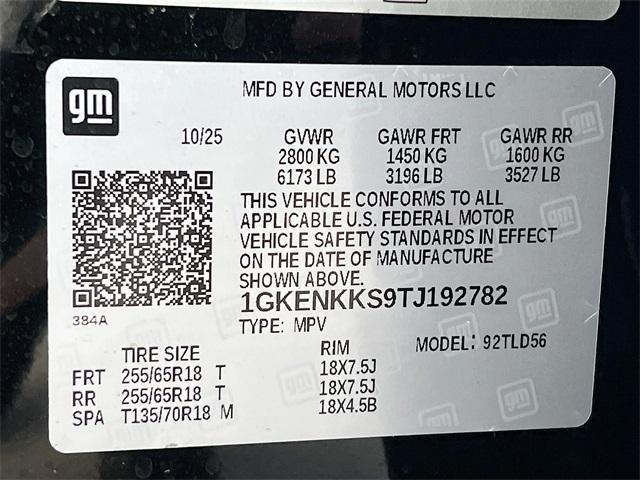 gm
MFD BY GENERAL MOTORS LLC
10/25 GVWR GAWR FRT GAWR RR
2800 KG 1450 KG 1600 KG
6173 LB 3196 LB 3527 LB
THIS VEHICLE CONFORMS TO ALL
APPLICABLE U.S. FEDERAL MOTOR
VEHICLE SAFETY STANDARDS IN EFFECT
ON THE DATE OF MANUFACTURE
SHOWN ABOVE.
1GKENKKS9TJ192782
384A
TYPE: MPV MODEL: 92TLD56
TIRE SIZE RIM
FRT 255/65R18 T 18X7.5J
RR 255/65R18 T 18X7.5J
SPA T135/70R18 M 18X4.5B